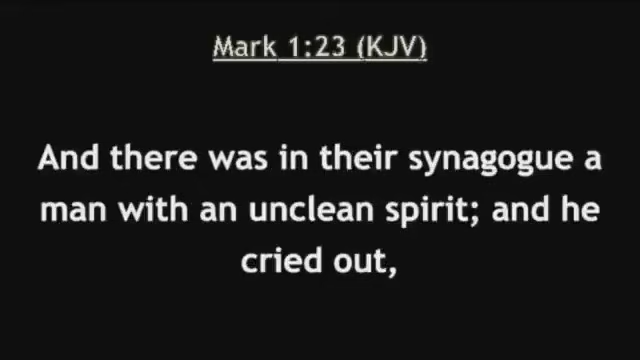 Mark 1:23 (KJV)
And there was in their synagogue a
man with an unclean spirit; and he
cried out,